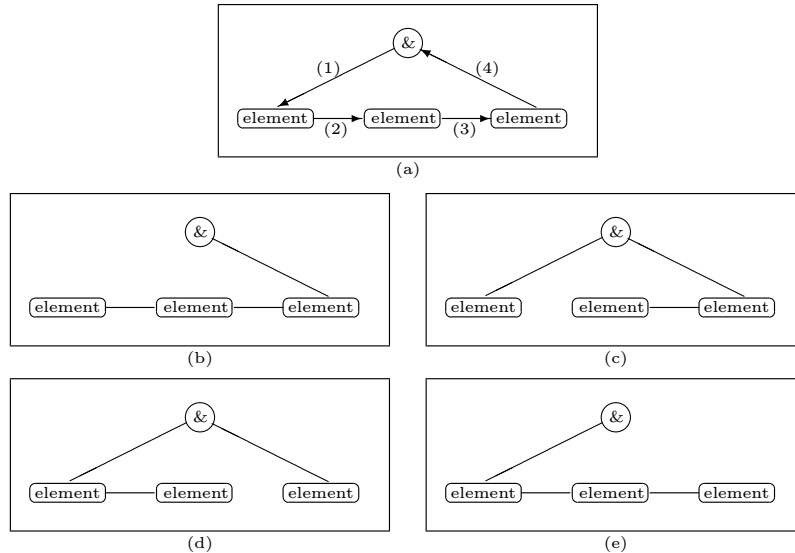 &
(1)
(4)
element (2) element (3) element
(a)
&
element element element
(b)
&
element element element
(c)
&
element element element
(d)
&
element element element
(e)